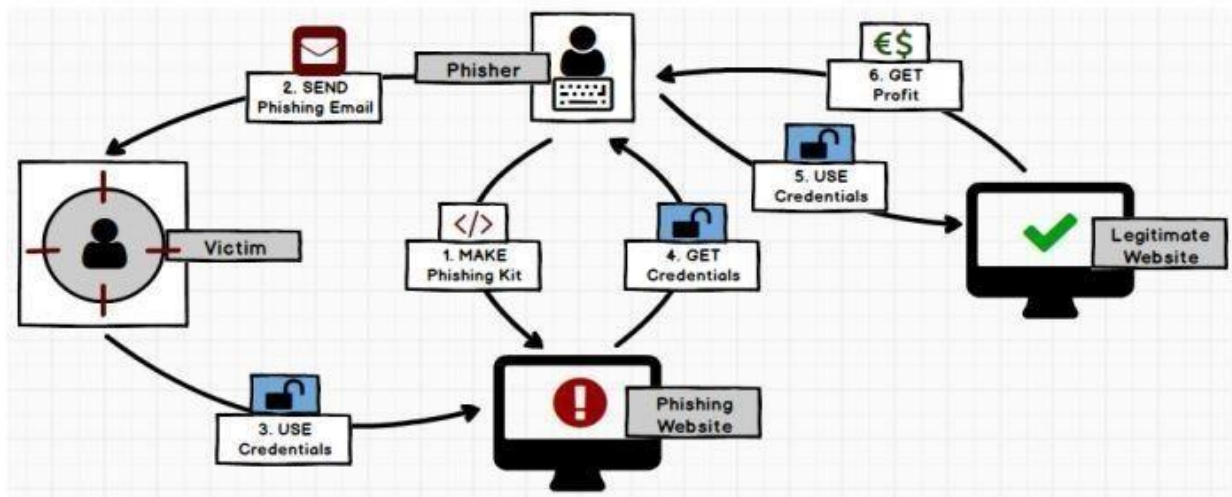 Phisher
2. SEND
Phishing Email
€$
6. GET
Profit
5. USE
Credentials
Victim
</>
1. MAKE
Phishing Kit
4. GET
Credentials
Legitimate
Website
3. USE
Credentials
!
Phishing
Website